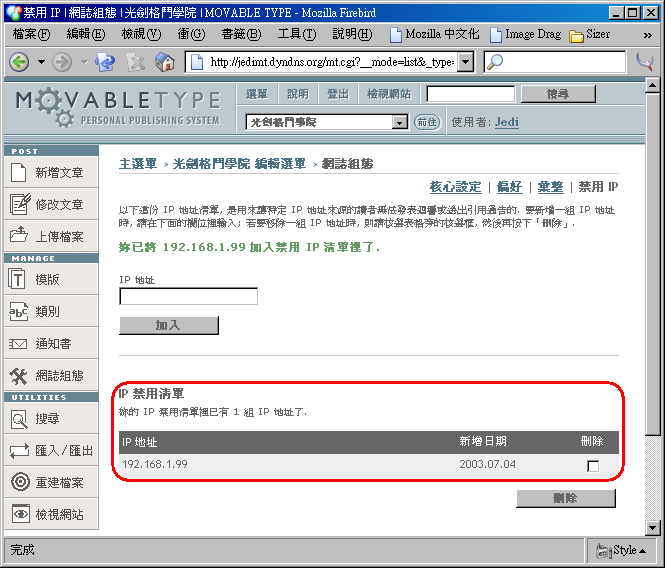 禁用 IP | 網誌組態 | 光劍格鬥學院 | MOVABLE TYPE - Mozilla Firebird
檔案(F) 編輯(E) 檢視(V) 衝(G) 書籤(B) 工具(T) 說明(H) Mozilla 中文化 Image Drag Sizer »
http://jedimt.dyndns.org/mt.cgi?__mode=list&_type=
MOVABLETYPE
PERSONAL PUBLISHING SYSTEM
選單 說明 登出 檢視網站 搜尋
光劍格鬥學院 前往 使用者: Jedi
POST
新增文章
修改文章
上傳檔案
MANAGE
模版
類別
通知書
網誌組態
UTILITIES
搜尋
匯入/匯出
重建檔案
檢視網站
主選單 > 光劍格鬥學院 編輯選單 > 網誌組態
核心設定 | 偏好 | 彙整 | 禁用 IP
以下這份 IP 地址清單, 是用來讓特定 IP 地址來源的讀者無法發表迴響或送出引用通告的. 要新增一組 IP 地址
時, 請在下面的欄位裡輸入; 若要移除一組 IP 地址時, 則請核選表格旁的核選框, 然後再按下「刪除」.
妳已將 192.168.1.99 加入禁用 IP 清單裡了.
IP 地址
加入
IP 禁用清單
妳的 IP 禁用清單裡已有 1 組 IP 地址了.
IP 地址 新增日期 刪除
192.168.1.99 2003.07.04
刪除
完成 Style